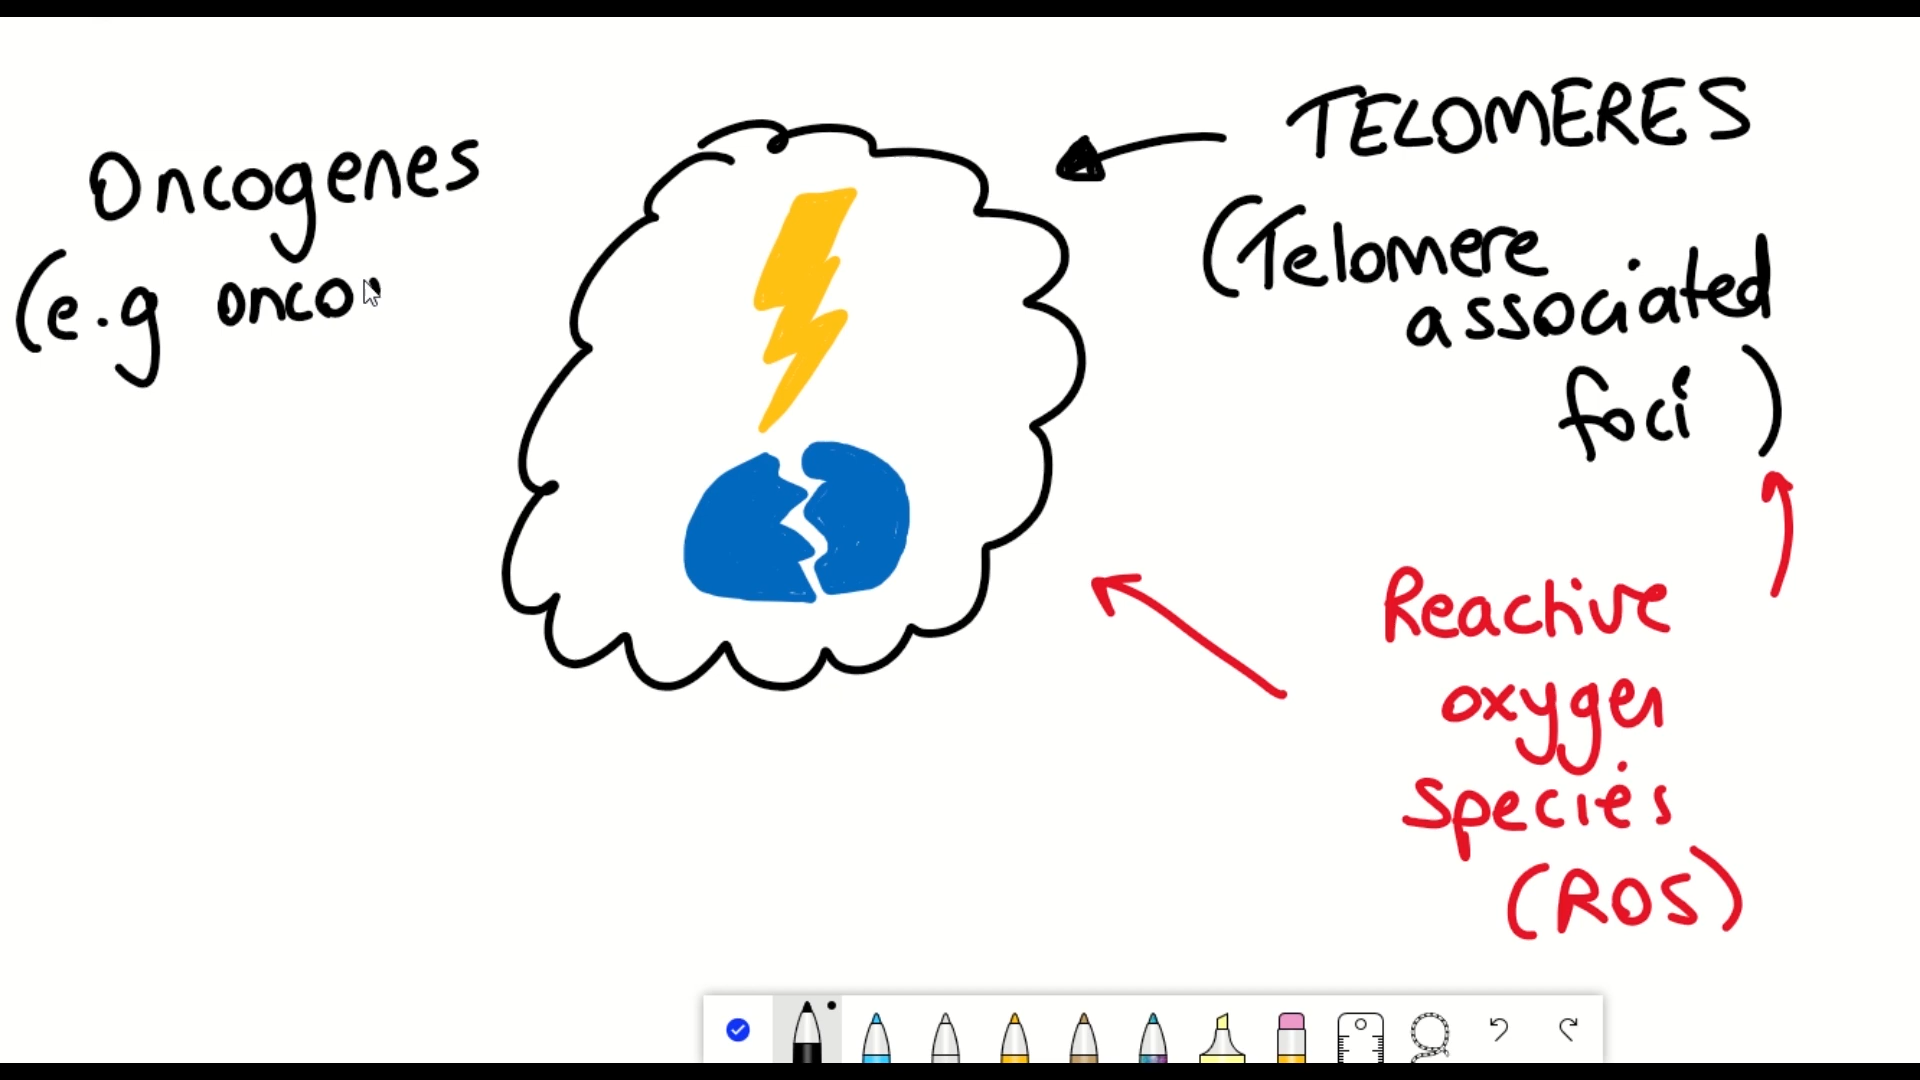 Oncogenes
(e.g onco
TELOMERES
(Telomere
associated
foci)
Reactive
oxygen
species
(ROS)